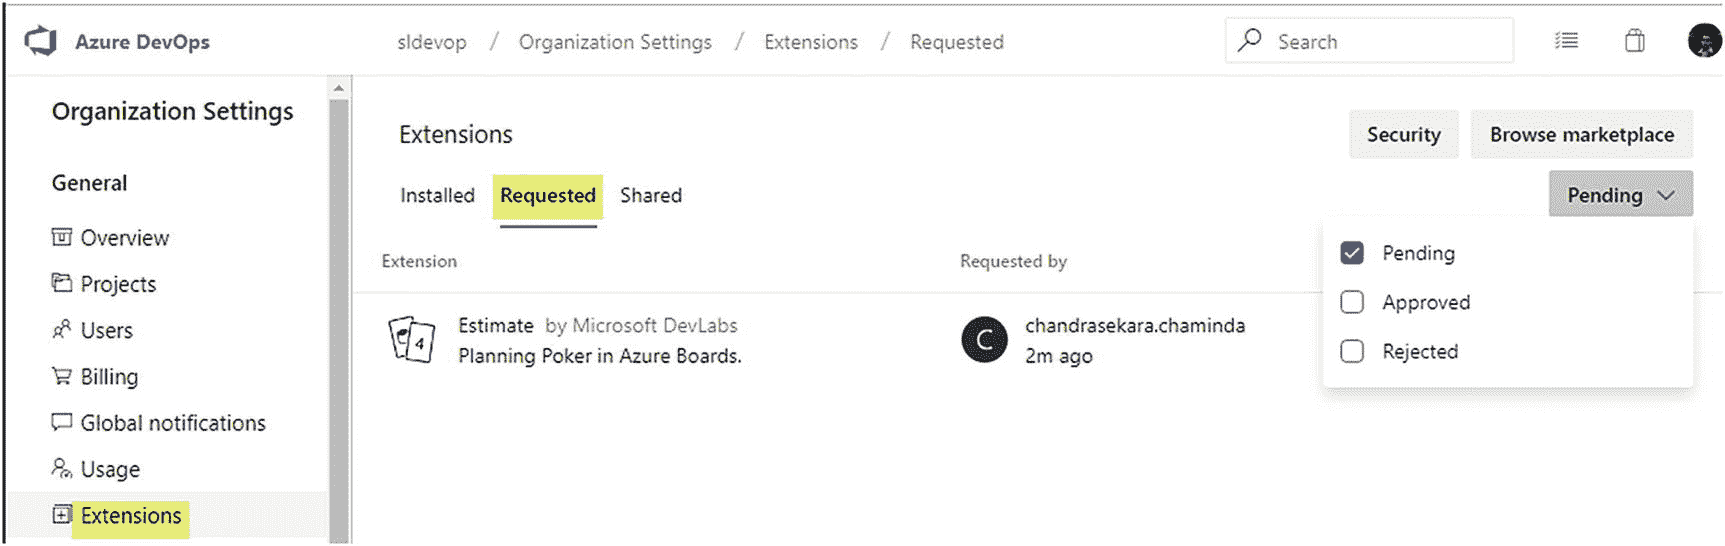 Azure DevOps
sldevop / Organization Settings / Extensions / Requested
Search
Organization Settings
General
Overview
Projects
Users
Billing
Global notifications
Usage
Extensions
Extensions
Security
Browse marketplace
Installed Requested Shared
Pending
Pending
Approved
Rejected
Extension Requested by
Estimate by Microsoft DevLabs
Planning Poker in Azure Boards.
4
C
chandrasekara.chaminda
2m ago